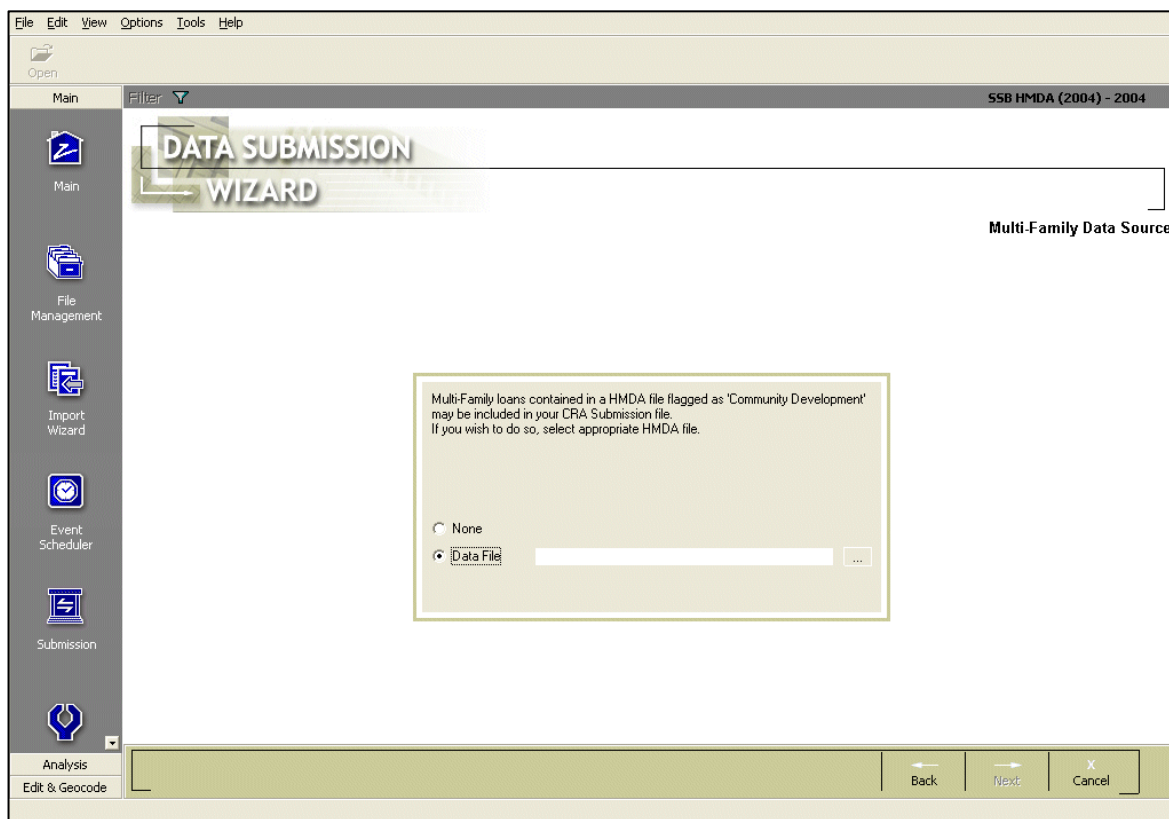 File Edit View Options Tools Help
Open
Main
Filter
SSB HMDA (2004) - 2004
DATA SUBMISSION
WIZARD
Multi-Family Data Source
Main
File
Management
Import
Wizard
Event
Scheduler
Submission
Multi-Family loans contained in a HMDA file flagged as 'Community Development'
may be included in your CRA Submission file.
If you wish to do so, select appropriate HMDA file.
None
Data File
...
Analysis
Edit & Geocode
Back
Next
X
Cancel